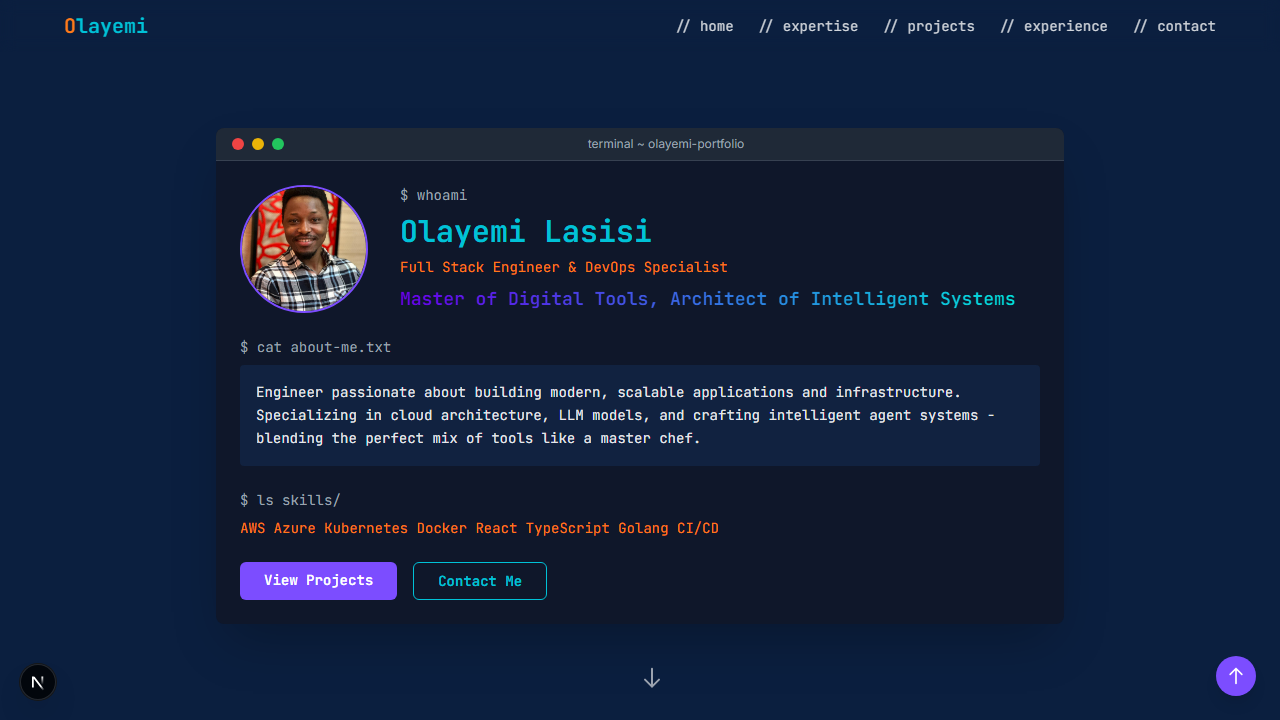 Olayemi
// home // expertise // projects // experience // contact
terminal ~ olayemi-portfolio
$ whoami
Olayemi Lasisi
Full Stack Engineer & DevOps Specialist
Master of Digital Tools, Architect of Intelligent Systems
$ cat about-me.txt
Engineer passionate about building modern, scalable applications and infrastructure.
Specializing in cloud architecture, LLM models, and crafting intelligent agent systems -
blending the perfect mix of tools like a master chef.
$ ls skills/
AWS Azure Kubernetes Docker React TypeScript Golang CI/CD
View Projects Contact Me
N